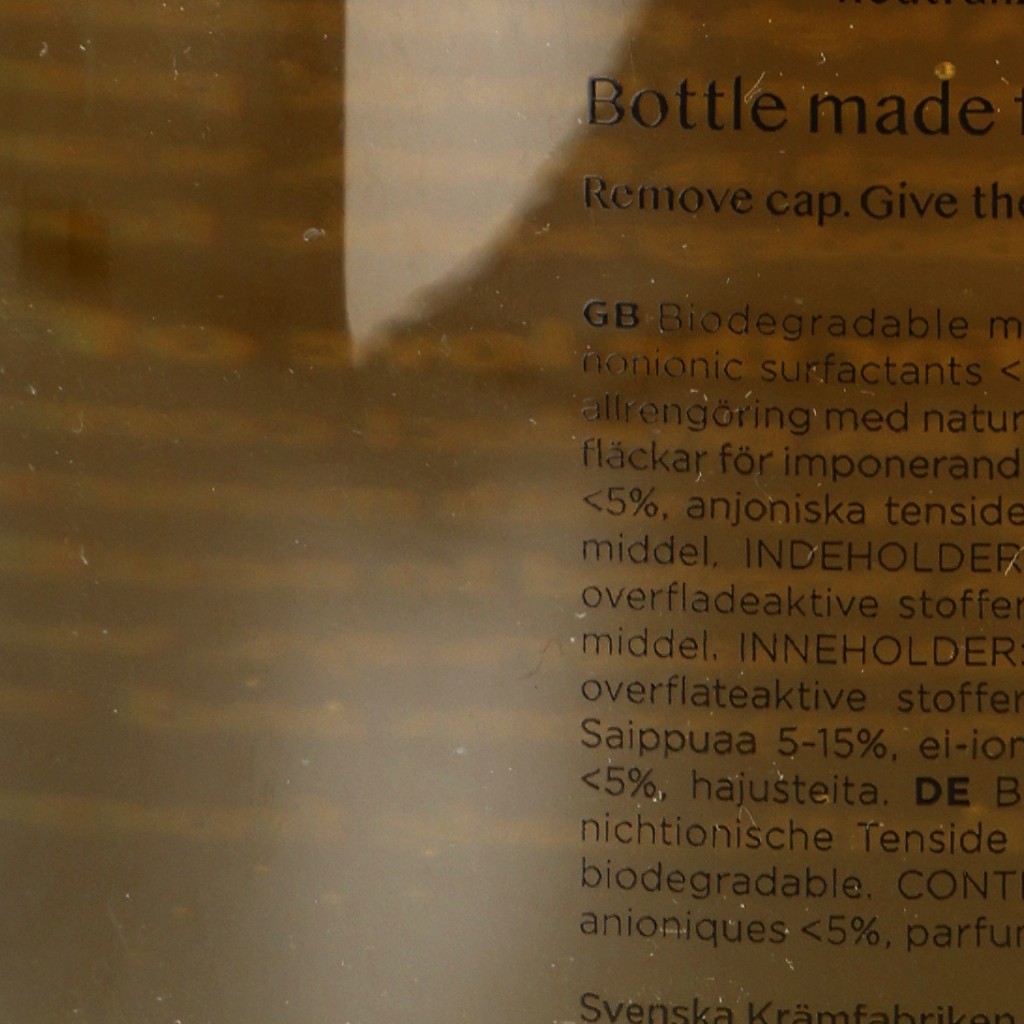 Bottle made
Remove cap. Give the
GB Biodegradable m
nonionic surfactants <
allrengöring med natur
fläckar för imponerand
<5%, anjoniska tenside
middel. INDEHOLDER
overfladeaktive stoffer
middel. INNEHOLDER:
overflateaktive stoffer
Saippuaa 5-15%, ei-ion
<5%, hajusteita. DE B
nichtionische Tenside
biodegradable. CONT
anioniques <5%, parfum
Svenska Krämfabriken